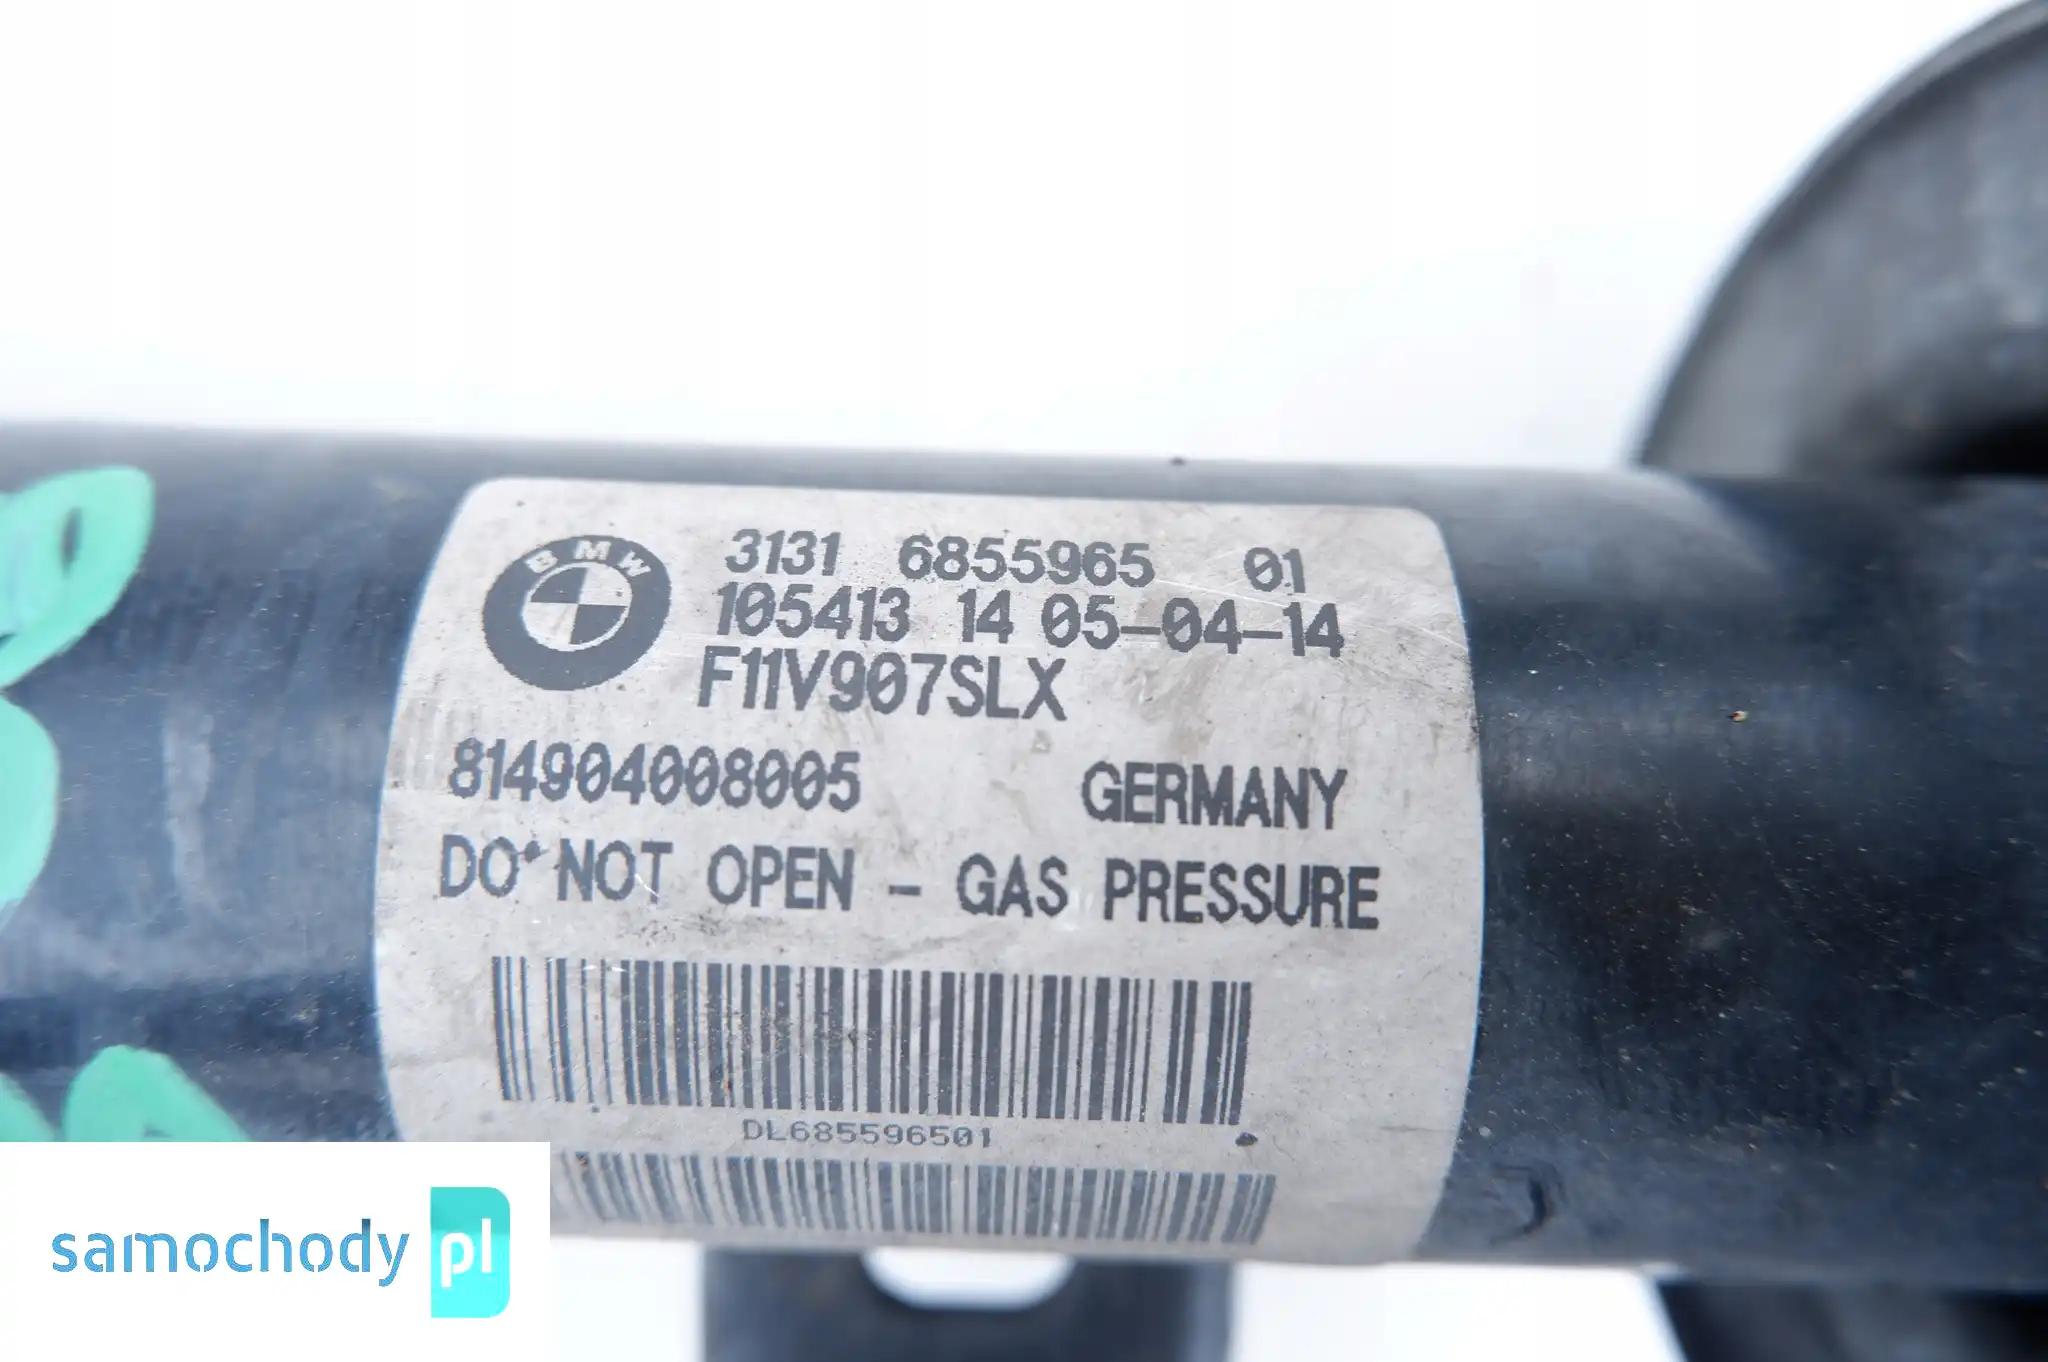 BMW
3131 6855965 01
105413 14 05-04-14
F11V907SLX
814904008005 GERMANY
DO NOT OPEN - GAS PRESSURE
DL685596501
samochody pl